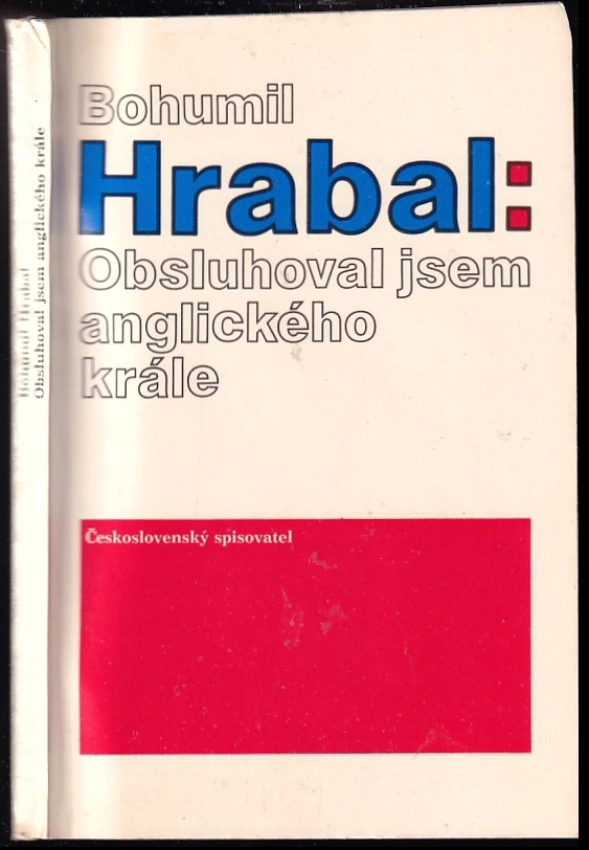 Bohumil
Hrabal:
Obsluhoval jsem
anglického
krále
Československý spisovatel
Bohumil Hrabal
Obsluhoval jsem anglického krále